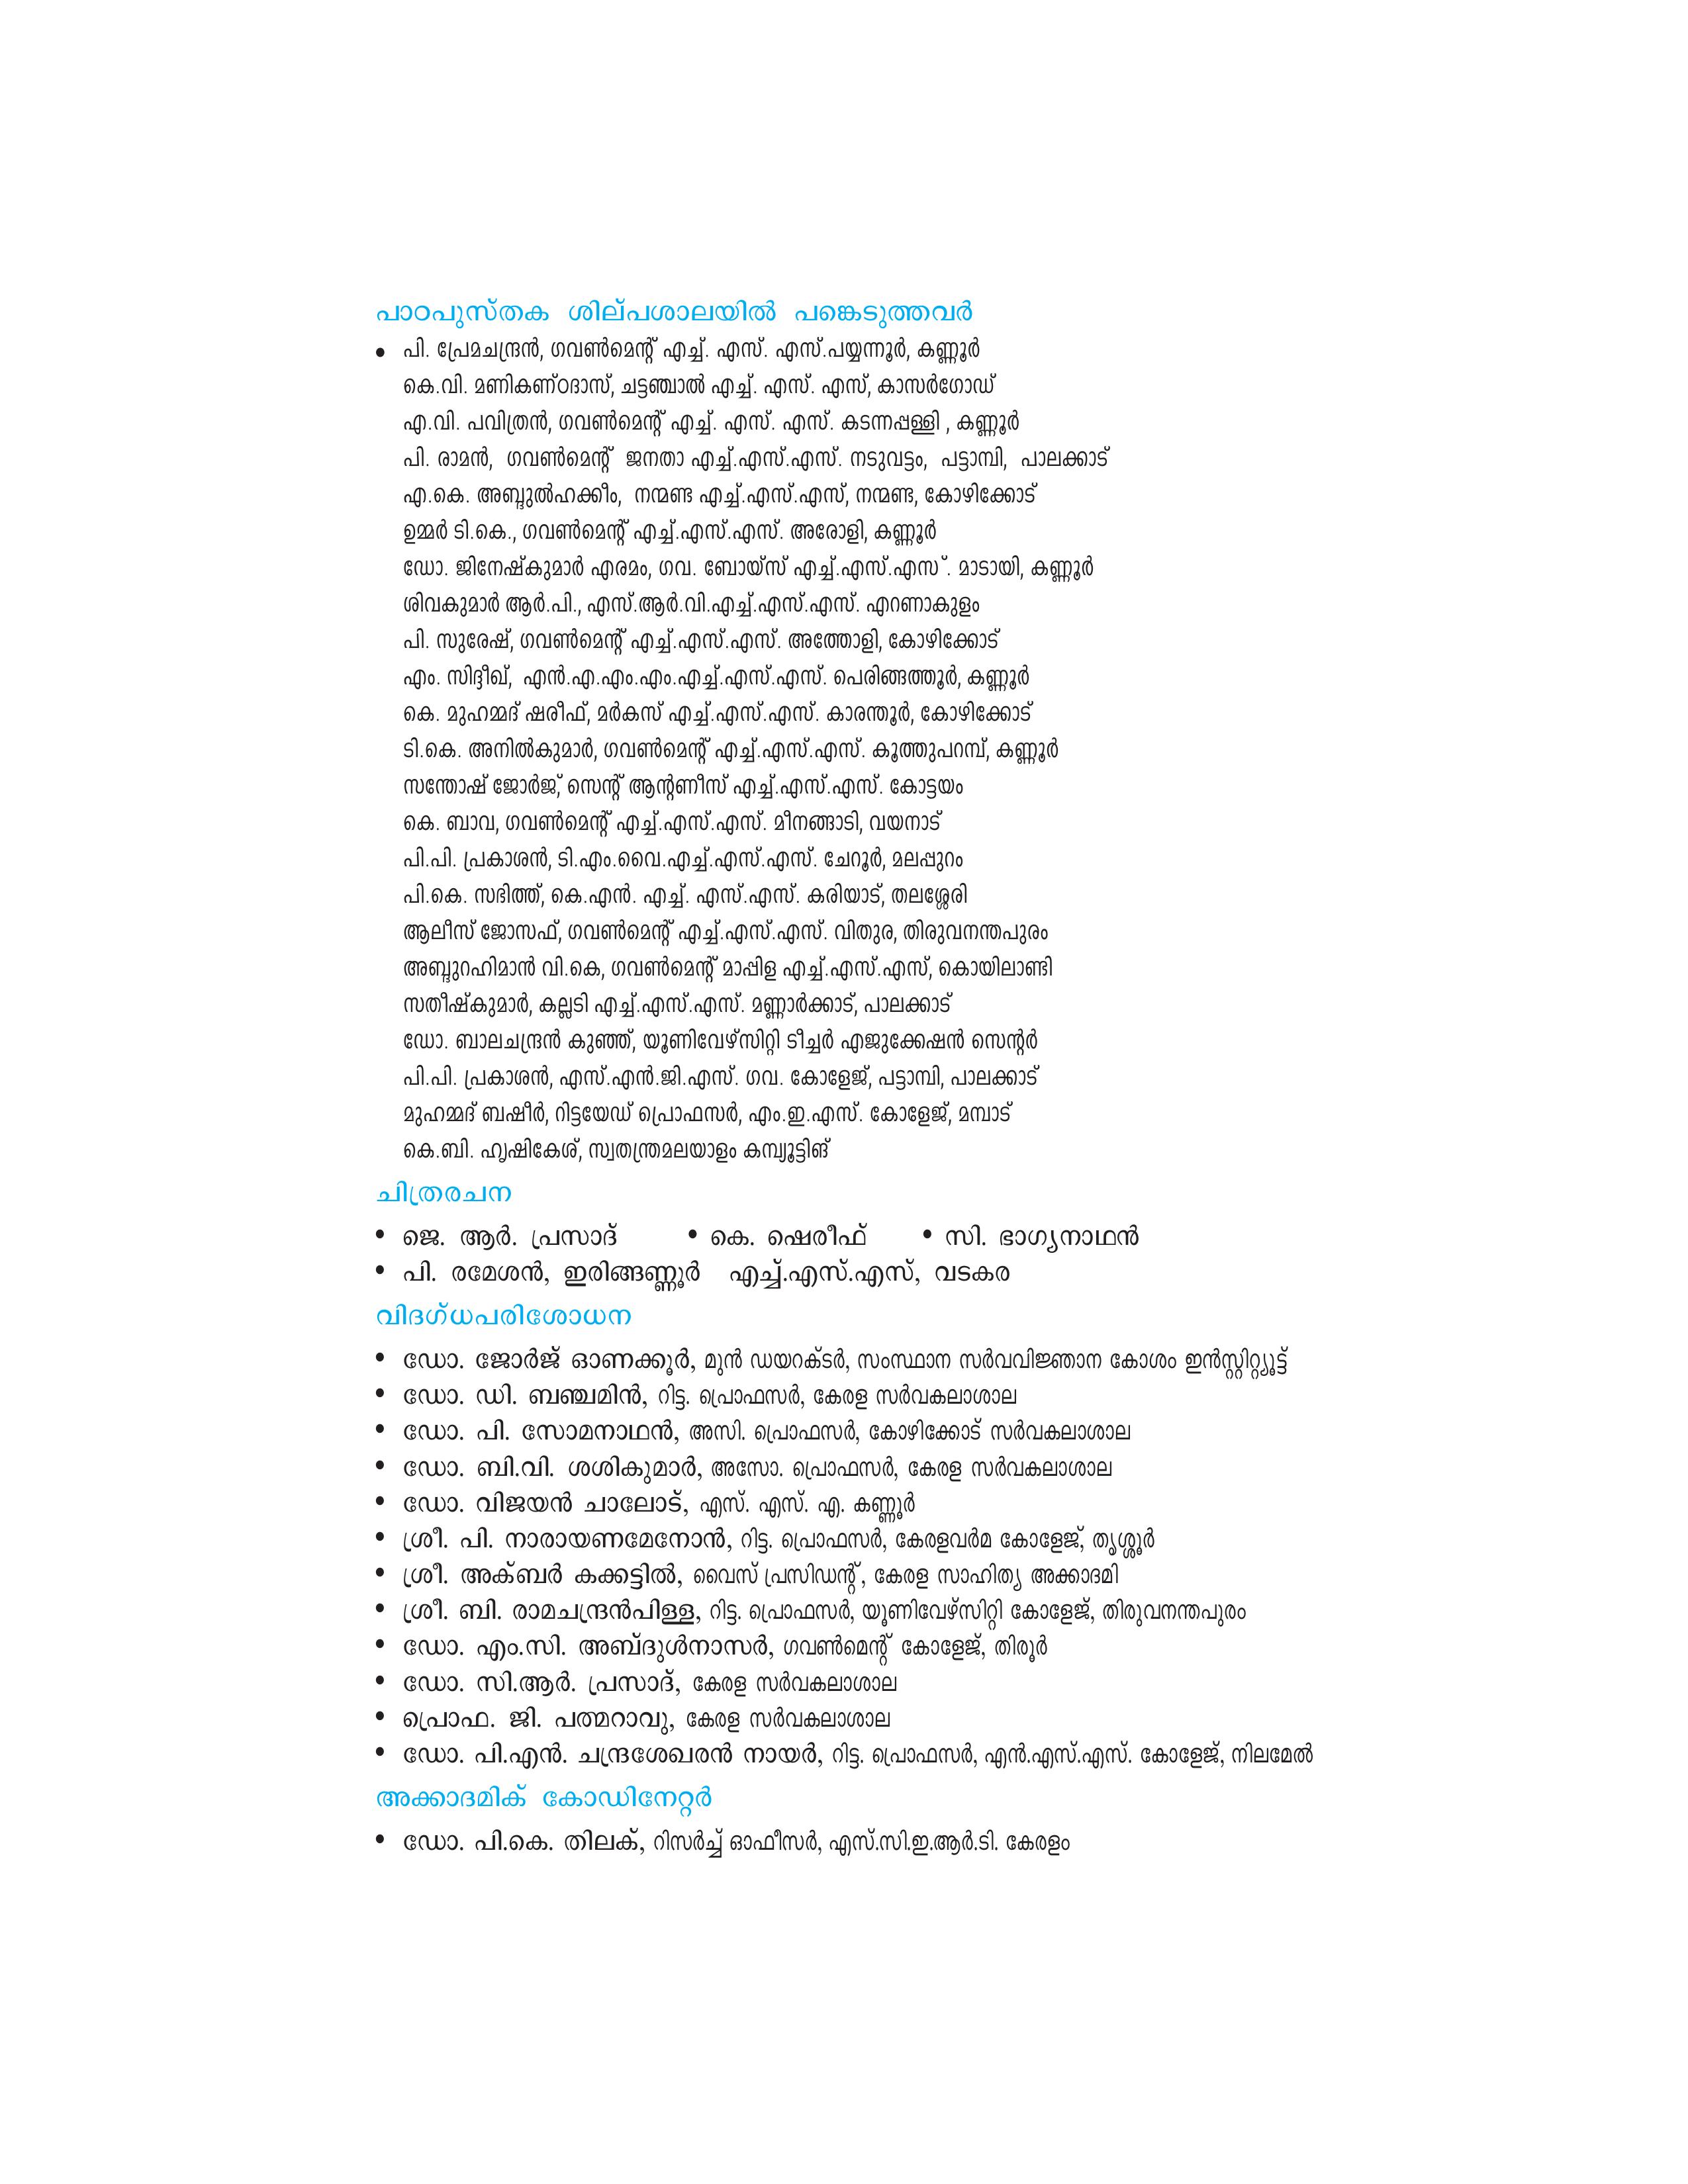 പാഠപുസ്തക ശില്പശാലയിൽ പങ്കെടുത്തവർ
• പി. പ്രേമചന്ദ്രൻ, ഗവൺമെന്റ് എച്ച്. എസ്. എസ്.പയ്യന്നൂർ, കണ്ണൂർ
കെ.വി. മണികണ്ഠദാസ്, ചട്ടഞ്ചാൽ എച്ച്. എസ്. എസ്, കാസർഗോഡ്
എ.വി. പവിത്രൻ, ഗവൺമെന്റ് എച്ച്. എസ്. എസ്. കടന്നപ്പള്ളി , കണ്ണൂർ
പി. രാമൻ, ഗവൺമെന്റ് ജനതാ എച്ച്.എസ്.എസ്. നടുവട്ടം, പട്ടാമ്പി, പാലക്കാട്
എ.കെ. അബ്ദുൽഹക്കീം, നന്മണ്ട എച്ച്.എസ്.എസ്, നന്മണ്ട, കോഴിക്കോട്
ഉമ്മർ ടി.കെ., ഗവൺമെന്റ് എച്ച്.എസ്.എസ്. അരോളി, കണ്ണൂർ
ഡോ. ജിനേഷ്കുമാർ എരമം, ഗവ. ബോയ്സ് എച്ച്.എസ്.എസ്. മാടായി, കണ്ണൂർ
ശിവകുമാർ ആർ.പി., എസ്.ആർ.വി.എച്ച്.എസ്.എസ്. എറണാകുളം
പി. സുരേഷ്, ഗവൺമെന്റ് എച്ച്.എസ്.എസ്. അത്തോളി, കോഴിക്കോട്
എം. സിദ്ദീഖ്, എൻ.എ.എം.എം.എച്ച്.എസ്.എസ്. പെരിങ്ങത്തൂർ, കണ്ണൂർ
കെ. മുഹമ്മദ് ഷരീഫ്, മർകസ് എച്ച്.എസ്.എസ്. കാരന്തൂർ, കോഴിക്കോട്
ടി.കെ. അനിൽകുമാർ, ഗവൺമെന്റ് എച്ച്.എസ്.എസ്. കൂത്തുപറമ്പ്, കണ്ണൂർ
സന്തോഷ് ജോർജ്, സെന്റ് ആന്റണീസ് എച്ച്.എസ്.എസ്. കോട്ടയം
കെ. ബാവ, ഗവൺമെന്റ് എച്ച്.എസ്.എസ്. മീനങ്ങാടി, വയനാട്
പി.പി. പ്രകാശൻ, ടി.എം.വൈ.എച്ച്.എസ്.എസ്. ചേറൂർ, മലപ്പുറം
പി.കെ. സഭിത്ത്, കെ.എൻ. എച്ച്. എസ്.എസ്. കരിയാട്, തലശ്ശേരി
ആലീസ് ജോസഫ്, ഗവൺമെന്റ് എച്ച്.എസ്.എസ്. വിതുര, തിരുവനന്തപുരം
അബ്ദുറഹിമാൻ വി.കെ, ഗവൺമെന്റ് മാപ്പിള എച്ച്.എസ്.എസ്, കൊയിലാണ്ടി
സതീഷ്കുമാർ, കല്ലടി എച്ച്.എസ്.എസ്. മണ്ണാർക്കാട്, പാലക്കാട്
ഡോ. ബാലചന്ദ്രൻ കുഞ്ഞ്, യൂണിവേഴ്സിറ്റി ടീച്ചർ എജുക്കേഷൻ സെന്റർ
പി.പി. പ്രകാശൻ, എസ്.എൻ.ജി.എസ്. ഗവ. കോളേജ്, പട്ടാമ്പി, പാലക്കാട്
മുഹമ്മദ് ബഷീർ, റിട്ടയേഡ് പ്രൊഫസർ, എം.ഇ.എസ്. കോളേജ്, മമ്പാട്
കെ.ബി. ഹൃഷികേശ്, സ്വതന്ത്രമലയാളം കമ്പ്യൂട്ടിങ്
ചിത്രരചന
• ജെ. ആർ. പ്രസാദ് • കെ. ഷെരീഫ് • സി. ഭാഗ്യനാഥൻ
• പി. രമേശൻ, ഇരിങ്ങണ്ണൂർ എച്ച്.എസ്.എസ്, വടകര
വിദഗ്ധപരിശോധന
• ഡോ. ജോർജ് ഓണക്കൂർ, മുൻ ഡയറക്ടർ, സംസ്ഥാന സർവവിജ്ഞാന കോശം ഇൻസ്റ്റിറ്റ്യൂട്ട്
• ഡോ. ഡി. ബഞ്ചമിൻ, റിട്ട. പ്രൊഫസർ, കേരള സർവകലാശാല
• ഡോ. പി. സോമനാഥൻ, അസി. പ്രൊഫസർ, കോഴിക്കോട് സർവകലാശാല
• ഡോ. ബി.വി. ശശികുമാർ, അസോ. പ്രൊഫസർ, കേരള സർവകലാശാല
• ഡോ. വിജയൻ ചാലോട്, എസ്. എസ്. എ. കണ്ണൂർ
• ശ്രീ. പി. നാരായണമേനോൻ, റിട്ട. പ്രൊഫസർ, കേരളവർമ കോളേജ്, തൃശ്ശൂർ
• ശ്രീ. അക്ബർ കക്കട്ടിൽ, വൈസ് പ്രസിഡന്റ്, കേരള സാഹിത്യ അക്കാദമി
• ശ്രീ. ബി. രാമചന്ദ്രൻപിള്ള, റിട്ട. പ്രൊഫസർ, യൂണിവേഴ്സിറ്റി കോളേജ്, തിരുവനന്തപുരം
• ഡോ. എം.സി. അബ്ദുൾനാസർ, ഗവൺമെന്റ് കോളേജ്, തിരൂർ
• ഡോ. സി.ആർ. പ്രസാദ്, കേരള സർവകലാശാല
• പ്രൊഫ. ജി. പത്മറാവു, കേരള സർവകലാശാല
• ഡോ. പി.എൻ. ചന്ദ്രശേഖരൻ നായർ, റിട്ട. പ്രൊഫസർ, എൻ.എസ്.എസ്. കോളേജ്, നിലമേൽ
അക്കാദമിക് കോഡിനേറ്റർ
• ഡോ. പി.കെ. തിലക്, റിസർച്ച് ഓഫീസർ, എസ്.സി.ഇ.ആർ.ടി. കേരളം